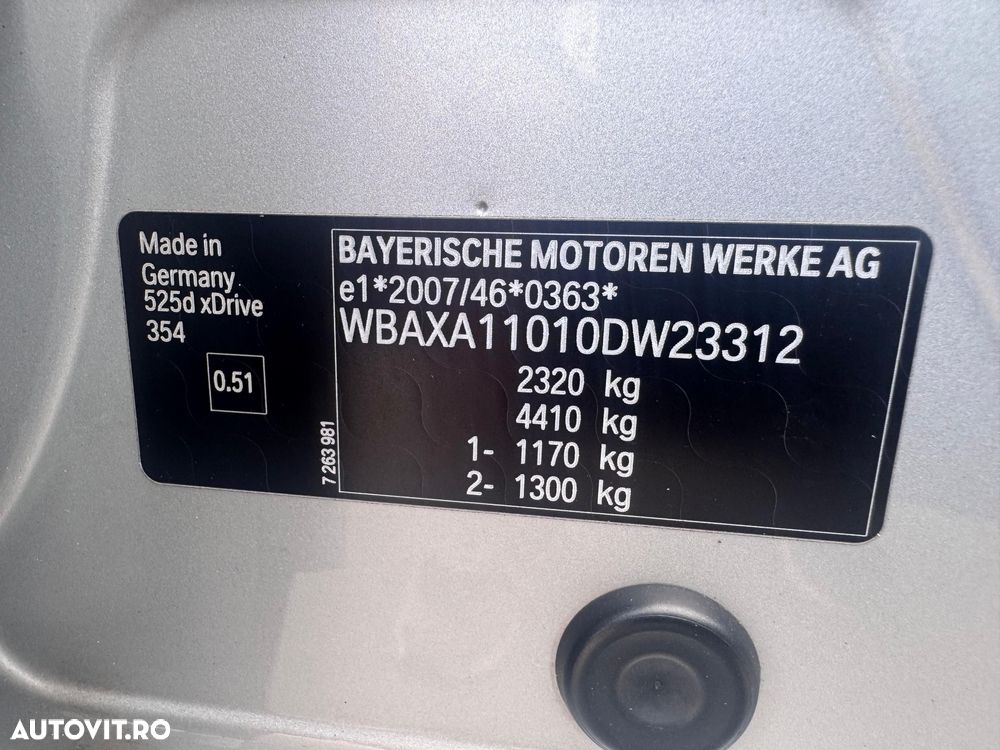 Made in
Germany
525d xDrive
354
0.51
7 263 981
BAYERISCHE MOTOREN WERKE AG
e1*2007/46*0363*
WBAXA11010DW23312
2320 kg
4410 kg
1- 1170 kg
2- 1300 kg
AUTOVIT.RO